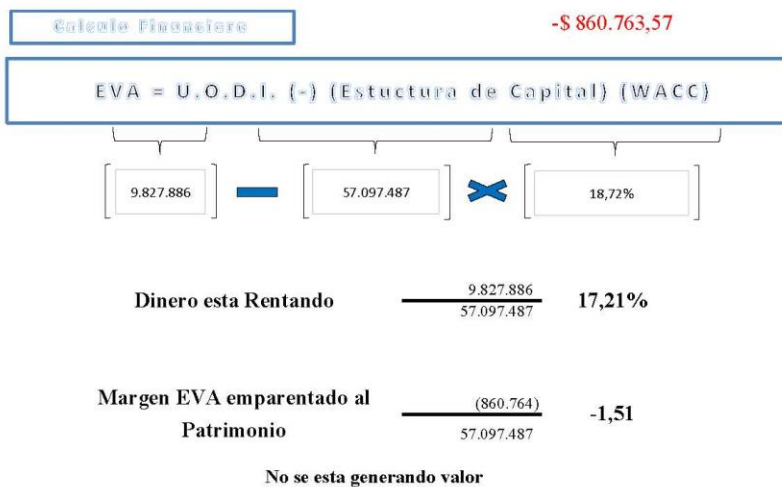 Calculo Financiero
-$ 860.763,57
EVA = U.O.D.I. (-) (Estuctura de Capital) (WACC)
9.827.886
57.097.487
18,72%
Dinero esta Rentando
9.827.886
57.097.487
17,21%
Margen EVA emparentado al
Patrimonio
(860.764)
57.097.487
-1,51
No se esta generando valor